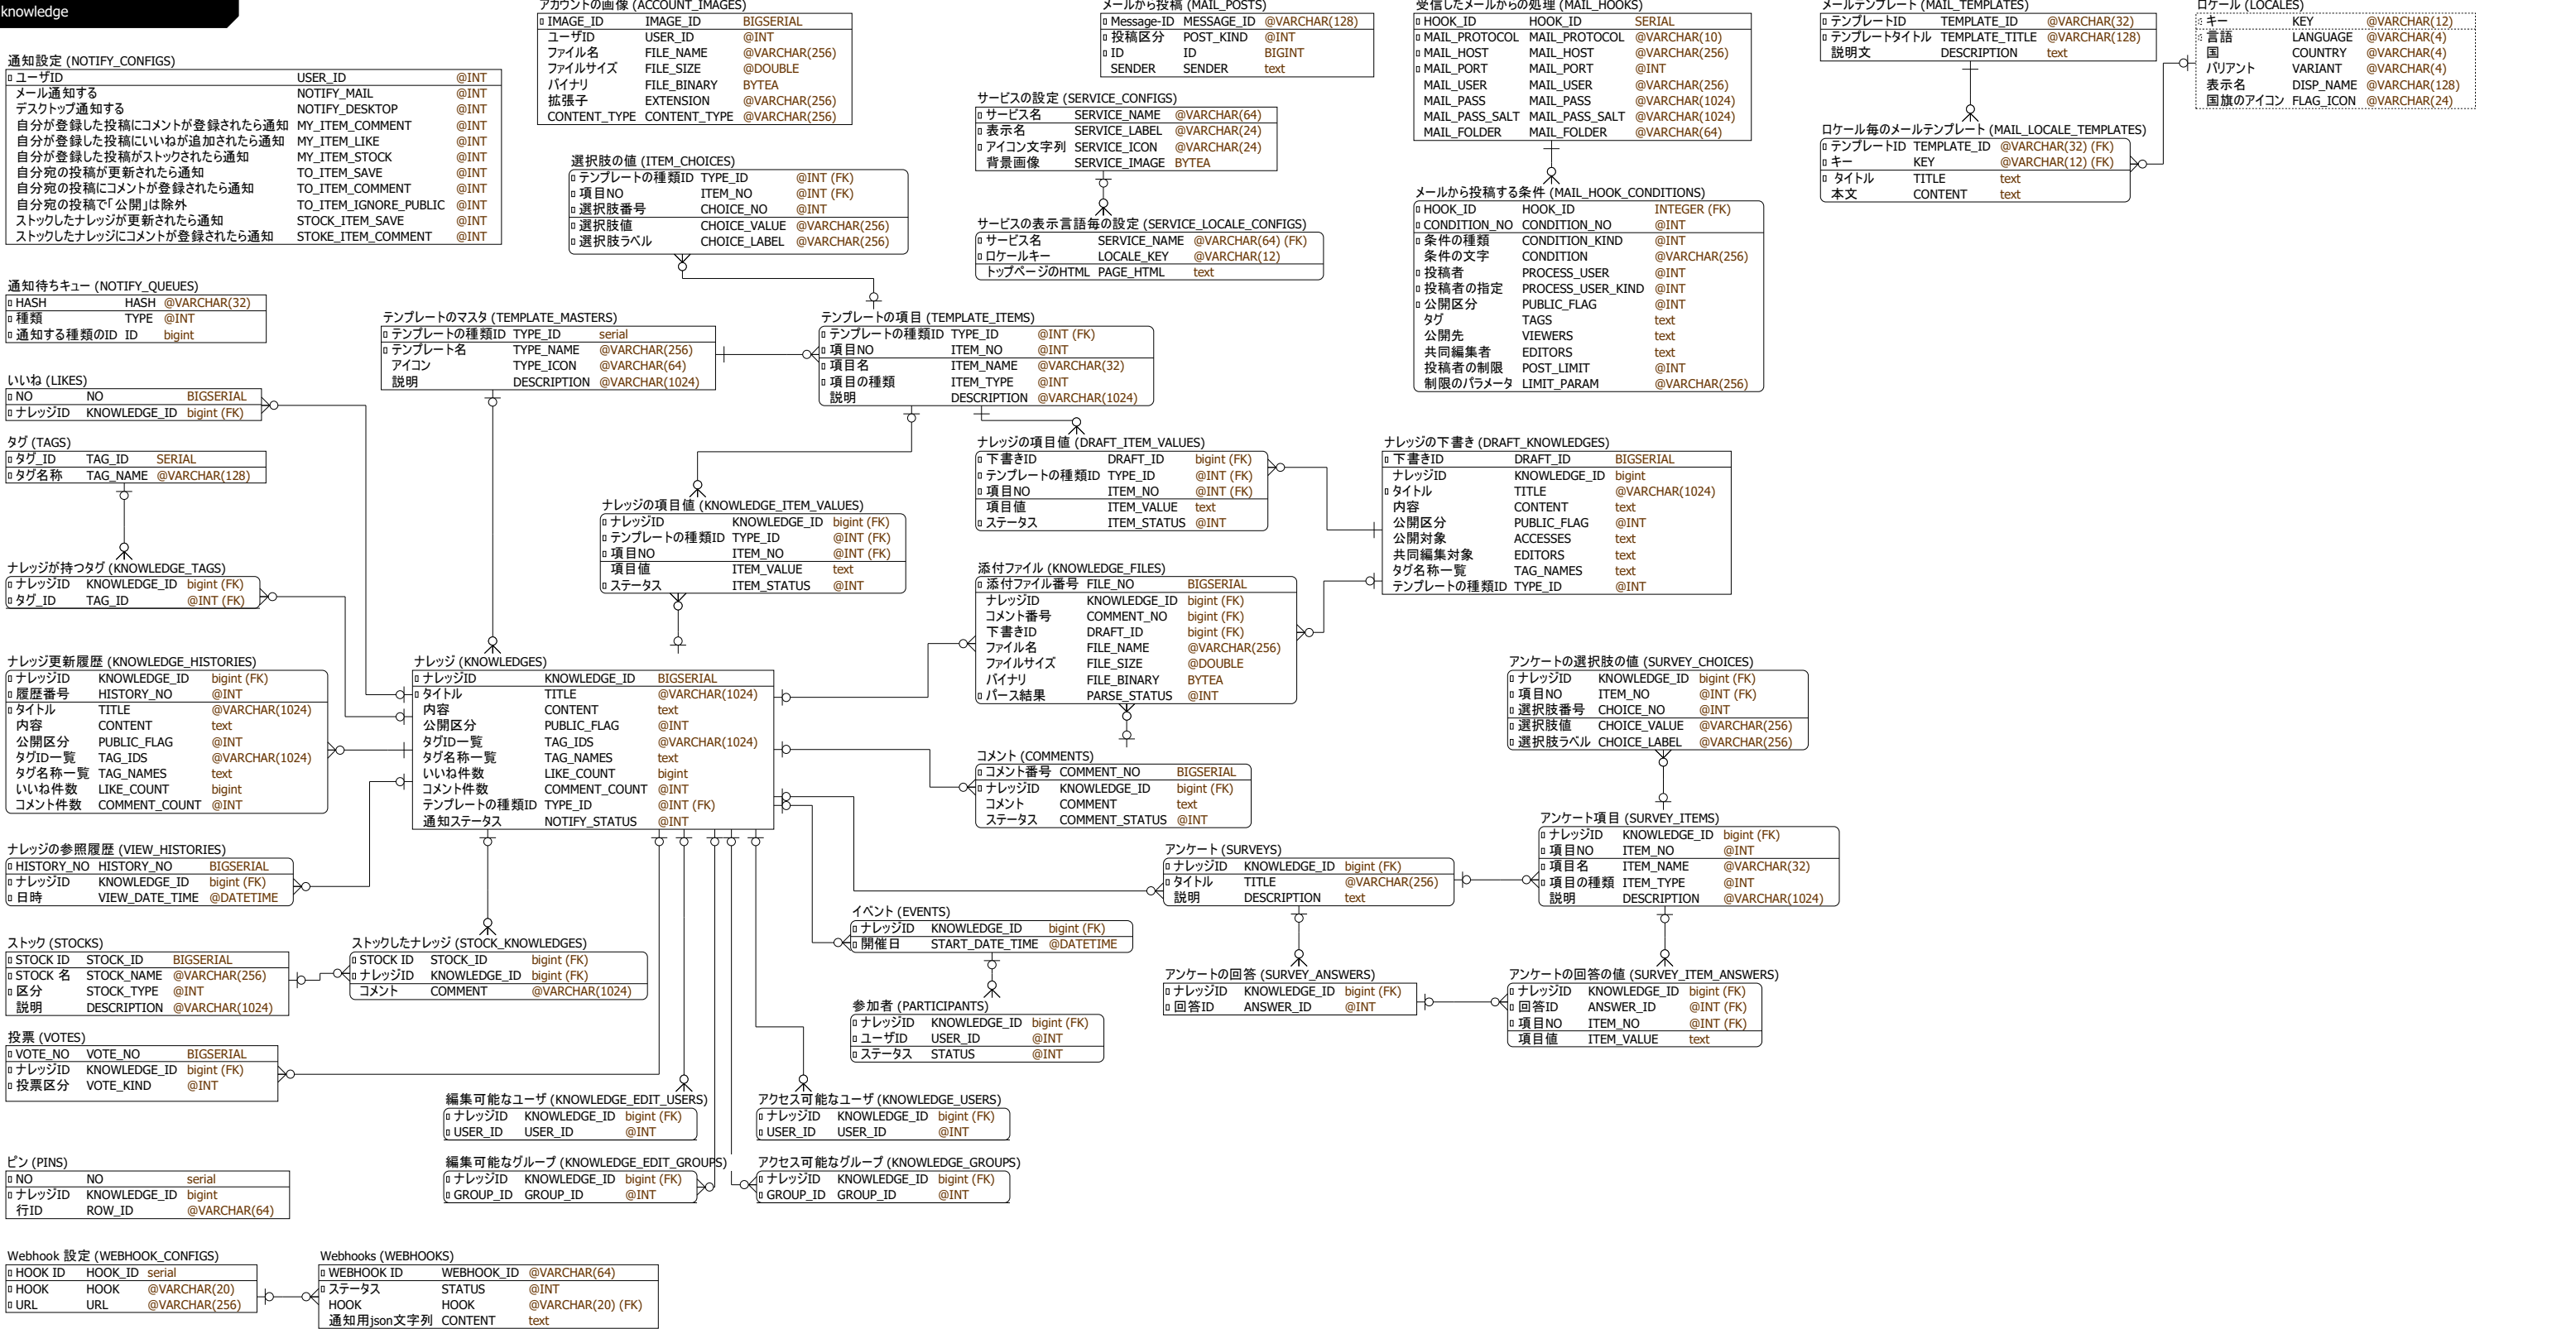 knowledge
通知設定 (NOTIFY_CONFIGS)
ユーザID USER_ID @INT
メール通知する NOTIFY_MAIL @INT
デスクトップ通知する NOTIFY_DESKTOP @INT
自分が登録した投稿にコメントが登録されたら通知 MY_ITEM_COMMENT @INT
自分が登録した投稿にいいねが追加されたら通知 MY_ITEM_LIKE @INT
自分が登録した投稿がストックされたら通知 MY_ITEM_STOCK @INT
自分宛の投稿が更新されたら通知 TO_ITEM_SAVE @INT
自分宛の投稿にコメントが登録されたら通知 TO_ITEM_COMMENT @INT
自分宛の投稿で「公開」は除外 TO_ITEM_IGNORE_PUBLIC @INT
ストックしたナレッジが更新されたら通知 STOCK_ITEM_SAVE @INT
ストックしたナレッジにコメントが登録されたら通知 STOKE_ITEM_COMMENT @INT
アカウントの画像 (ACCOUNT_IMAGES)
IMAGE_ID IMAGE_ID BIGSERIAL
ユーザID USER_ID @INT
ファイル名 FILE_NAME @VARCHAR(256)
ファイルサイズ FILE_SIZE @DOUBLE
バイナリ FILE_BINARY BYTEA
拡張子 EXTENSION @VARCHAR(256)
CONTENT_TYPE CONTENT_TYPE @VARCHAR(256)
メールから投稿 (MAIL_POSTS)
Message-ID MESSAGE_ID @VARCHAR(128)
投稿区分 POST_KIND @INT
ID ID BIGINT
SENDER SENDER text
受信したメールからの処理 (MAIL_HOOKS)
HOOK_ID HOOK_ID SERIAL
MAIL_PROTOCOL MAIL_PROTOCOL @VARCHAR(10)
MAIL_HOST MAIL_HOST @VARCHAR(256)
MAIL_PORT MAIL_PORT @INT
MAIL_USER MAIL_USER @VARCHAR(256)
MAIL_PASS MAIL_PASS @VARCHAR(1024)
MAIL_PASS_SALT MAIL_PASS_SALT @VARCHAR(1024)
MAIL_FOLDER MAIL_FOLDER @VARCHAR(64)
メールテンプレート (MAIL_TEMPLATES)
テンプレートID TEMPLATE_ID @VARCHAR(32)
テンプレートタイトル TEMPLATE_TITLE @VARCHAR(128)
説明文 DESCRIPTION text
ロケール (LOCALES)
キー KEY @VARCHAR(12)
言語 LANGUAGE @VARCHAR(4)
国 COUNTRY @VARCHAR(4)
バリアント VARIANT @VARCHAR(4)
表示名 DISP_NAME @VARCHAR(128)
国旗のアイコン FLAG_ICON @VARCHAR(24)
サービスの設定 (SERVICE_CONFIGS)
サービス名 SERVICE_NAME @VARCHAR(64)
表示名 SERVICE_LABEL @VARCHAR(24)
アイコン文字列 SERVICE_ICON @VARCHAR(24)
背景画像 SERVICE_IMAGE BYTEA
ロケール毎のメールテンプレート (MAIL_LOCALE_TEMPLATES)
テンプレートID TEMPLATE_ID @VARCHAR(32) (FK)
キー KEY @VARCHAR(12) (FK)
タイトル TITLE text
本文 CONTENT text
選択肢の値 (ITEM_CHOICES)
テンプレートの種類ID TYPE_ID @INT (FK)
項目NO ITEM_NO @INT (FK)
選択肢番号 CHOICE_NO @INT
選択肢値 CHOICE_VALUE @VARCHAR(256)
選択肢ラベル CHOICE_LABEL @VARCHAR(256)
サービスの表示言語毎の設定 (SERVICE_LOCALE_CONFIGS)
サービス名 SERVICE_NAME @VARCHAR(64) (FK)
ロケールキー LOCALE_KEY @VARCHAR(12)
トップページのHTML PAGE_HTML text
メールから投稿する条件 (MAIL_HOOK_CONDITIONS)
HOOK_ID HOOK_ID INTEGER (FK)
CONDITION_NO CONDITION_NO @INT
条件の種類 CONDITION_KIND @INT
条件の文字 CONDITION @VARCHAR(256)
投稿者 PROCESS_USER @INT
投稿者の指定 PROCESS_USER_KIND @INT
公開区分 PUBLIC_FLAG @INT
タグ TAGS text
公開先 VIEWERS text
共同編集者 EDITORS text
投稿者の制限 POST_LIMIT @INT
制限のパラメータ LIMIT_PARAM @VARCHAR(256)
通知待ちキュー (NOTIFY_QUEUES)
HASH HASH @VARCHAR(32)
種類 TYPE @INT
通知する種類のID ID bigint
テンプレートのマスタ (TEMPLATE_MASTERS)
テンプレートの種類ID TYPE_ID serial
テンプレート名 TYPE_NAME @VARCHAR(256)
アイコン TYPE_ICON @VARCHAR(64)
説明 DESCRIPTION @VARCHAR(1024)
テンプレートの項目 (TEMPLATE_ITEMS)
テンプレートの種類ID TYPE_ID @INT (FK)
項目NO ITEM_NO @INT
項目名 ITEM_NAME @VARCHAR(32)
項目の種類 ITEM_TYPE @INT
説明 DESCRIPTION @VARCHAR(1024)
いいね (LIKES)
NO NO BIGSERIAL
ナレッジID KNOWLEDGE_ID bigint (FK)
タグ (TAGS)
タグ_ID TAG_ID SERIAL
タグ名称 TAG_NAME @VARCHAR(128)
ナレッジの項目値 (DRAFT_ITEM_VALUES)
下書きID DRAFT_ID bigint (FK)
テンプレートの種類ID TYPE_ID @INT (FK)
項目NO ITEM_NO @INT (FK)
項目値 ITEM_VALUE text
ステータス ITEM_STATUS @INT
ナレッジの下書き (DRAFT_KNOWLEDGES)
下書きID DRAFT_ID BIGSERIAL
ナレッジID KNOWLEDGE_ID bigint
タイトル TITLE @VARCHAR(1024)
内容 CONTENT text
公開区分 PUBLIC_FLAG @INT
公開対象 ACCESSES text
共同編集対象 EDITORS text
タグ名称一覧 TAG_NAMES text
テンプレートの種類ID TYPE_ID @INT
ナレッジの項目値 (KNOWLEDGE_ITEM_VALUES)
ナレッジID KNOWLEDGE_ID bigint (FK)
テンプレートの種類ID TYPE_ID @INT (FK)
項目NO ITEM_NO @INT (FK)
項目値 ITEM_VALUE text
ステータス ITEM_STATUS @INT
ナレッジが持つタグ (KNOWLEDGE_TAGS)
ナレッジID KNOWLEDGE_ID bigint (FK)
タグ_ID TAG_ID @INT (FK)
添付ファイル (KNOWLEDGE_FILES)
添付ファイル番号 FILE_NO BIGSERIAL
ナレッジID KNOWLEDGE_ID bigint (FK)
コメント番号 COMMENT_NO bigint (FK)
下書きID DRAFT_ID bigint (FK)
ファイル名 FILE_NAME @VARCHAR(256)
ファイルサイズ FILE_SIZE @DOUBLE
バイナリ FILE_BINARY BYTEA
パース結果 PARSE_STATUS @INT
ナレッジ更新履歴 (KNOWLEDGE_HISTORIES)
ナレッジID KNOWLEDGE_ID bigint (FK)
履歴番号 HISTORY_NO @INT
タイトル TITLE @VARCHAR(1024)
内容 CONTENT text
公開区分 PUBLIC_FLAG @INT
タグID一覧 TAG_IDS @VARCHAR(1024)
タグ名称一覧 TAG_NAMES text
いいね件数 LIKE_COUNT bigint
コメント件数 COMMENT_COUNT @INT
ナレッジ (KNOWLEDGES)
ナレッジID KNOWLEDGE_ID BIGSERIAL
タイトル TITLE @VARCHAR(1024)
内容 CONTENT text
公開区分 PUBLIC_FLAG @INT
タグID一覧 TAG_IDS @VARCHAR(1024)
タグ名称一覧 TAG_NAMES text
いいね件数 LIKE_COUNT bigint
コメント件数 COMMENT_COUNT @INT
テンプレートの種類ID TYPE_ID @INT (FK)
通知ステータス NOTIFY_STATUS @INT
アンケートの選択肢の値 (SURVEY_CHOICES)
ナレッジID KNOWLEDGE_ID bigint (FK)
項目NO ITEM_NO @INT (FK)
選択肢番号 CHOICE_NO @INT
選択肢値 CHOICE_VALUE @VARCHAR(256)
選択肢ラベル CHOICE_LABEL @VARCHAR(256)
コメント (COMMENTS)
コメント番号 COMMENT_NO BIGSERIAL
ナレッジID KNOWLEDGE_ID bigint (FK)
コメント COMMENT text
ステータス COMMENT_STATUS @INT
アンケート項目 (SURVEY_ITEMS)
ナレッジID KNOWLEDGE_ID bigint (FK)
項目NO ITEM_NO @INT
項目名 ITEM_NAME @VARCHAR(32)
項目の種類 ITEM_TYPE @INT
説明 DESCRIPTION @VARCHAR(1024)
ナレッジの参照履歴 (VIEW_HISTORIES)
HISTORY_NO HISTORY_NO BIGSERIAL
ナレッジID KNOWLEDGE_ID bigint (FK)
日時 VIEW_DATE_TIME @DATETIME
アンケート (SURVEYS)
ナレッジID KNOWLEDGE_ID bigint (FK)
タイトル TITLE @VARCHAR(256)
説明 DESCRIPTION text
イベント (EVENTS)
ナレッジID KNOWLEDGE_ID bigint (FK)
開催日 START_DATE_TIME @DATETIME
ストック (STOCKS)
STOCK ID STOCK_ID BIGSERIAL
STOCK 名 STOCK_NAME @VARCHAR(256)
区分 STOCK_TYPE @INT
説明 DESCRIPTION @VARCHAR(1024)
ストックしたナレッジ (STOCK_KNOWLEDGES)
STOCK ID STOCK_ID bigint (FK)
ナレッジID KNOWLEDGE_ID bigint (FK)
コメント COMMENT @VARCHAR(1024)
アンケートの回答 (SURVEY_ANSWERS)
ナレッジID KNOWLEDGE_ID bigint (FK)
回答ID ANSWER_ID @INT
アンケートの回答の値 (SURVEY_ITEM_ANSWERS)
ナレッジID KNOWLEDGE_ID bigint (FK)
回答ID ANSWER_ID @INT (FK)
項目NO ITEM_NO @INT (FK)
項目値 ITEM_VALUE text
参加者 (PARTICIPANTS)
ナレッジID KNOWLEDGE_ID bigint (FK)
ユーザID USER_ID @INT
ステータス STATUS @INT
投票 (VOTES)
VOTE_NO VOTE_NO BIGSERIAL
ナレッジID KNOWLEDGE_ID bigint (FK)
投票区分 VOTE_KIND @INT
編集可能なユーザ (KNOWLEDGE_EDIT_USERS)
ナレッジID KNOWLEDGE_ID bigint (FK)
USER_ID USER_ID @INT
アクセス可能なユーザ (KNOWLEDGE_USERS)
ナレッジID KNOWLEDGE_ID bigint (FK)
USER_ID USER_ID @INT
ピン (PINS)
NO NO serial
ナレッジID KNOWLEDGE_ID bigint
行ID ROW_ID @VARCHAR(64)
編集可能なグループ (KNOWLEDGE_EDIT_GROUPS)
ナレッジID KNOWLEDGE_ID bigint (FK)
GROUP_ID GROUP_ID @INT
アクセス可能なグループ (KNOWLEDGE_GROUPS)
ナレッジID KNOWLEDGE_ID bigint (FK)
GROUP_ID GROUP_ID @INT
Webhook 設定 (WEBHOOK_CONFIGS)
HOOK ID HOOK_ID serial
HOOK HOOK @VARCHAR(20)
URL URL @VARCHAR(256)
Webhooks (WEBHOOKS)
WEBHOOK ID WEBHOOK_ID @VARCHAR(64)
ステータス STATUS @INT
HOOK HOOK @VARCHAR(20) (FK)
通知用json文字列 CONTENT text